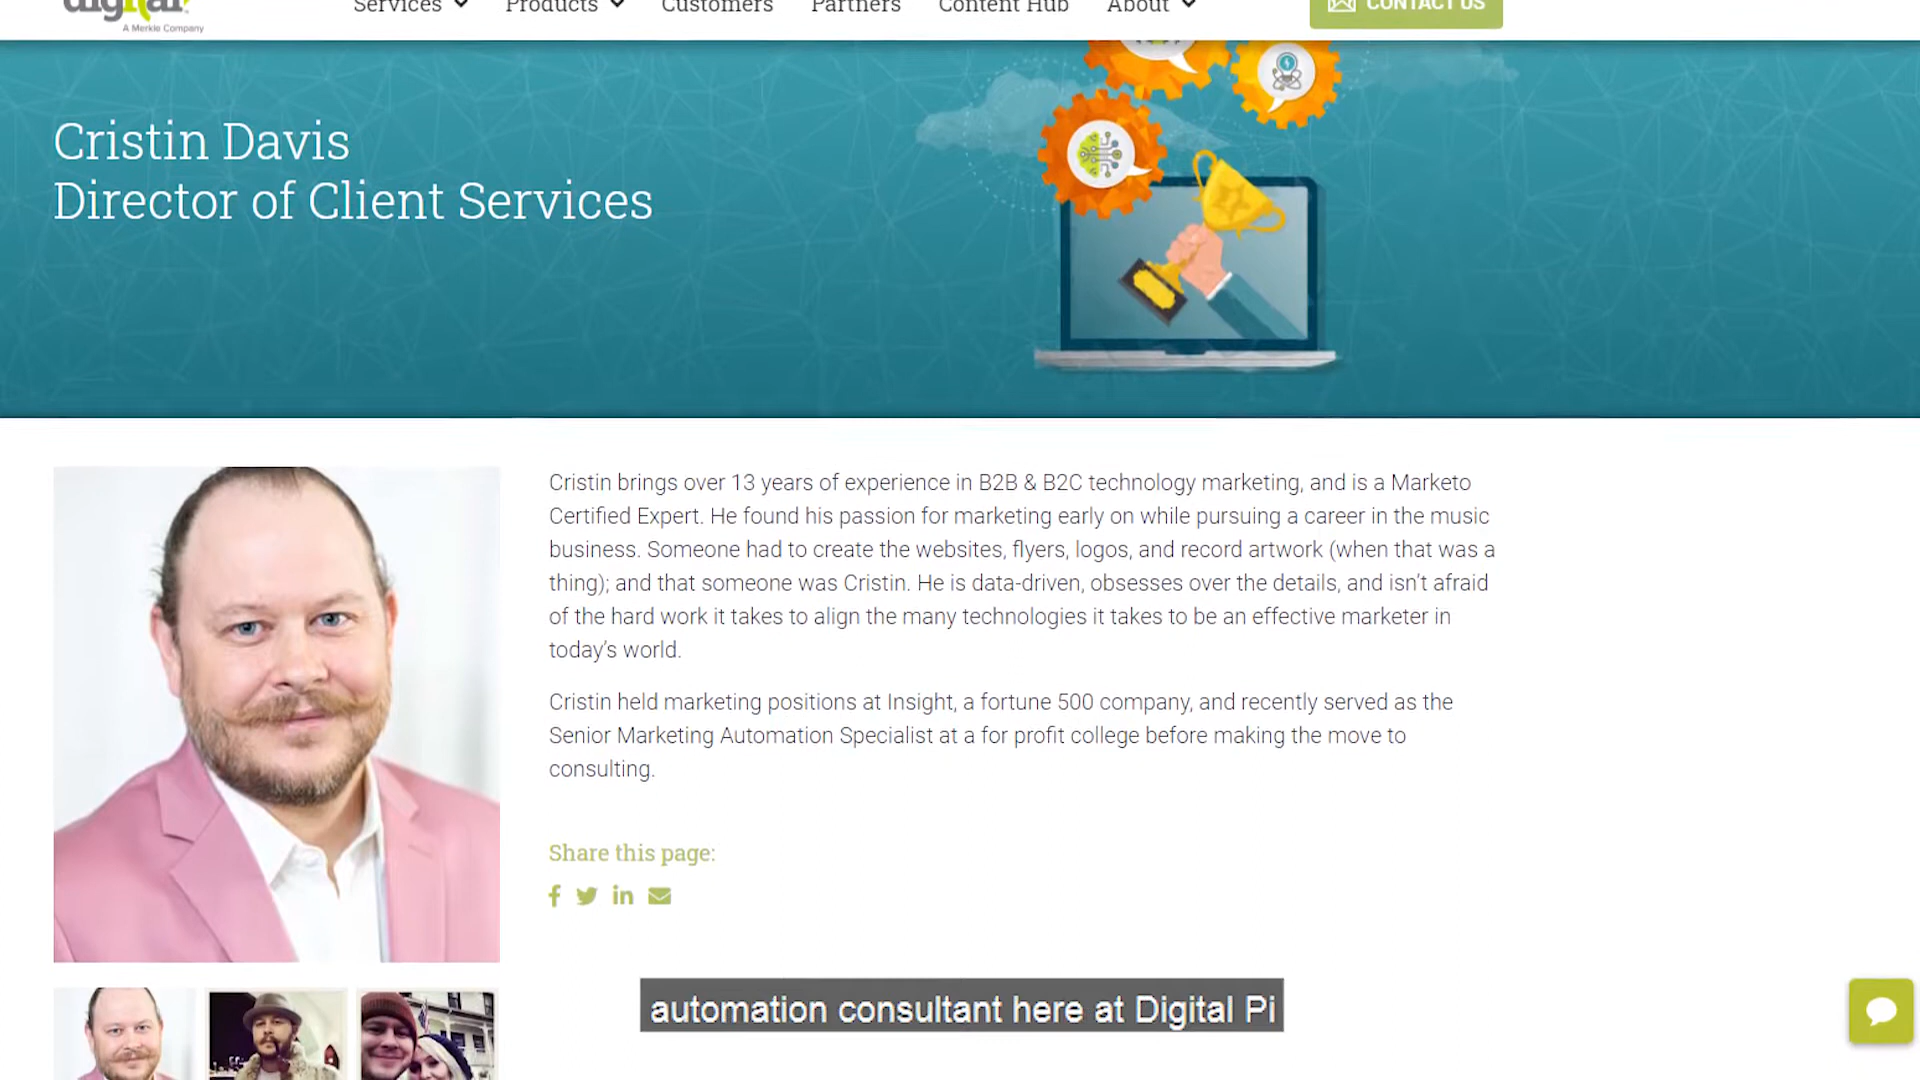 digital
A Merkle Company
Services
Products
Customers
Partners
Content Hub
About
CONTACT US
Cristin Davis
Director of Client Services
Cristin brings over 13 years of experience in B2B & B2C technology marketing, and is a Marketo
Certified Expert. He found his passion for marketing early on while pursuing a career in the music
business. Someone had to create the websites, flyers, logos, and record artwork (when that was a
thing); and that someone was Cristin. He is data-driven, obsesses over the details, and isn’t afraid
of the hard work it takes to align the many technologies it takes to be an effective marketer in
today’s world.
Cristin held marketing positions at Insight, a fortune 500 company, and recently served as the
Senior Marketing Automation Specialist at a for profit college before making the move to
consulting.
Share this page:
automation consultant here at Digital Pi